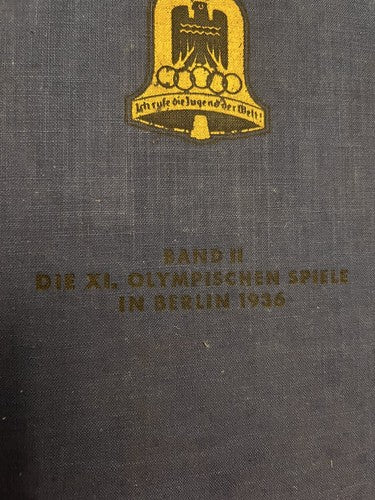 Ich rufe die Jugend der Welt!
BAND II
DIE XI. OLYMPISCHEN SPIELE
IN BERLIN 1936